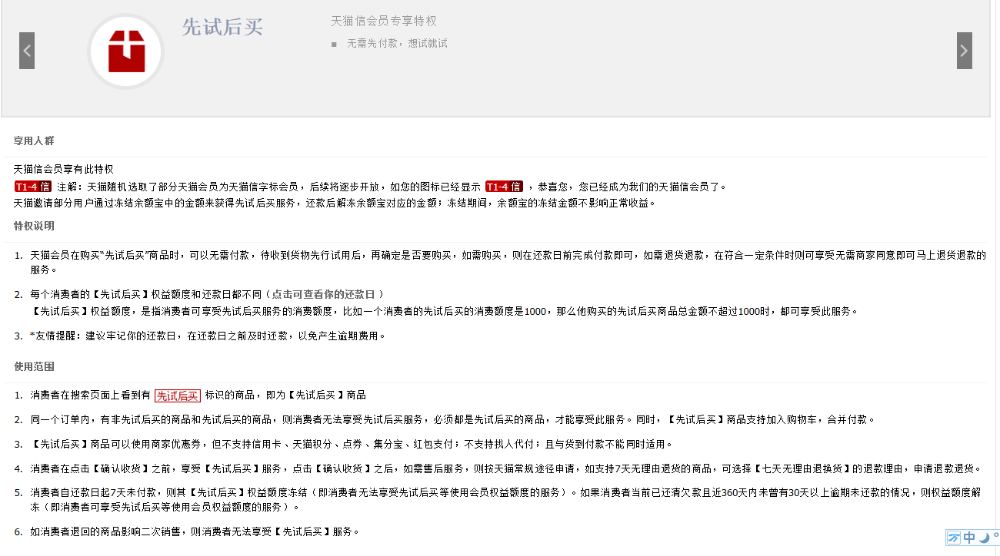 先试后买
天猫信会员专享特权
■ 无需先付款，想试就试
享用人群
天猫信会员享有此特权
T1-4 信 注解：天猫随机选取了部分天猫会员为天猫信字标会员，后续将逐步开放，如您的图标已经显示 T1-4 信 ，恭喜您，您已经成为我们的天猫信会员了。
天猫邀请部分用户通过冻结余额宝中的金额来获得先试后买服务，还款后解冻余额宝对应的金额；冻结期间，余额宝的冻结金额不影响正常收益。
特权说明
1. 天猫会员在购买“先试后买”商品时，可以无需付款，待收到货物先行试用后，再确定是否要购买，如需购买，则在还款日前完成付款即可，如需退货退款，在符合一定条件时则可享受无需商家同意即可马上退货退款的
服务。
2. 每个消费者的【先试后买】权益额度和还款日都不同（点击可查看你的还款日 ）
【先试后买】权益额度，是指消费者可享受先试后买服务的消费额度，比如一个消费者的先试后买的消费额度是1000，那么他购买的先试后买商品总金额不超过1000时，都可享受此服务。
3. *友情提醒：建议牢记你的还款日，在还款日之前及时还款，以免产生逾期费用。
使用范围
1. 消费者在搜索页面上看到有 先试后买 标识的商品，即为【先试后买】商品
2. 同一个订单内，有非先试后买的商品和先试后买的商品，则消费者无法享受先试后买服务，必须都是先试后买的商品，才能享受此服务。同时，【先试后买】商品支持加入购物车，合并付款。
3. 【先试后买】商品可以使用商家优惠券，但不支持信用卡、天猫积分、点券、集分宝、红包支付；不支持找人代付；且与货到付款不能同时适用。
4. 消费者在点击【确认收货】之前，享受【先试后买】服务，点击【确认收货】之后，如需售后服务，则按天猫常规途径申请，如支持7天无理由退货的商品，可选择【七天无理由退换货】的退款理由，申请退款退货。
5. 消费者自还款日起7天未付款，则其【先试后买】权益额度冻结（即消费者无法享受先试后买等使用会员权益额度的服务）。如果消费者当前已还清欠款且近360天内未曾有30天以上逾期未还款的情况，则权益额度解
冻（即消费者可享受先试后买等使用会员权益额度的服务）。
6. 如消费者退回的商品影响二次销售，则消费者无法享受【先试后买】服务。
中